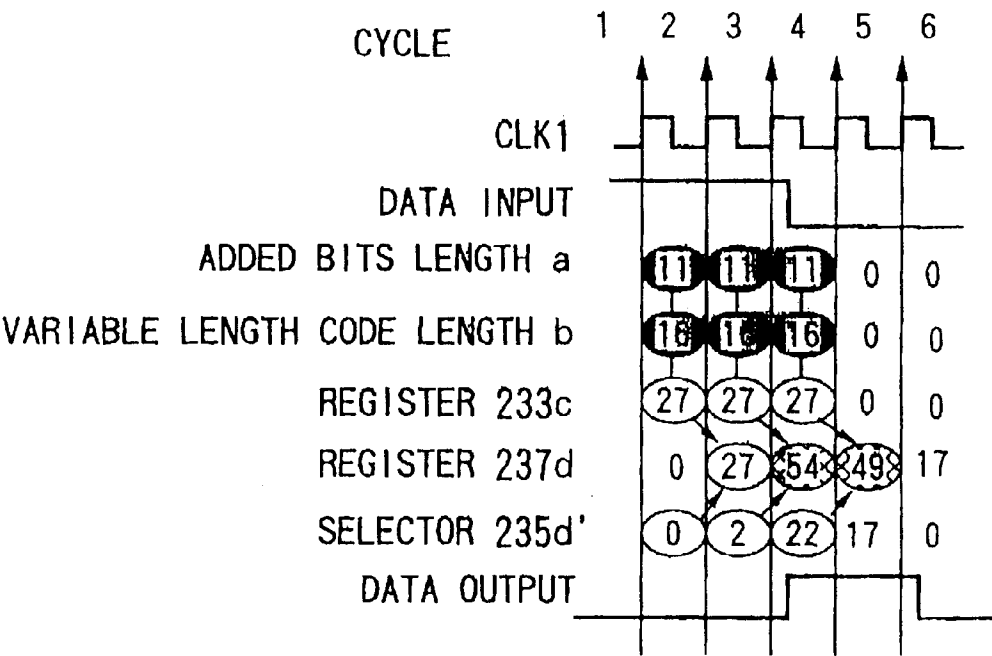 CYCLE 1 2 3 4 5 6
CLK1
DATA INPUT
ADDED BITS LENGTH a 11 11 11 0 0
VARIABLE LENGTH CODE LENGTH b 16 16 16 0 0
REGISTER 233c 27 27 27 0 0
REGISTER 237d 0 27 54 49 17
SELECTOR 235d' 0 2 22 17 0
DATA OUTPUT